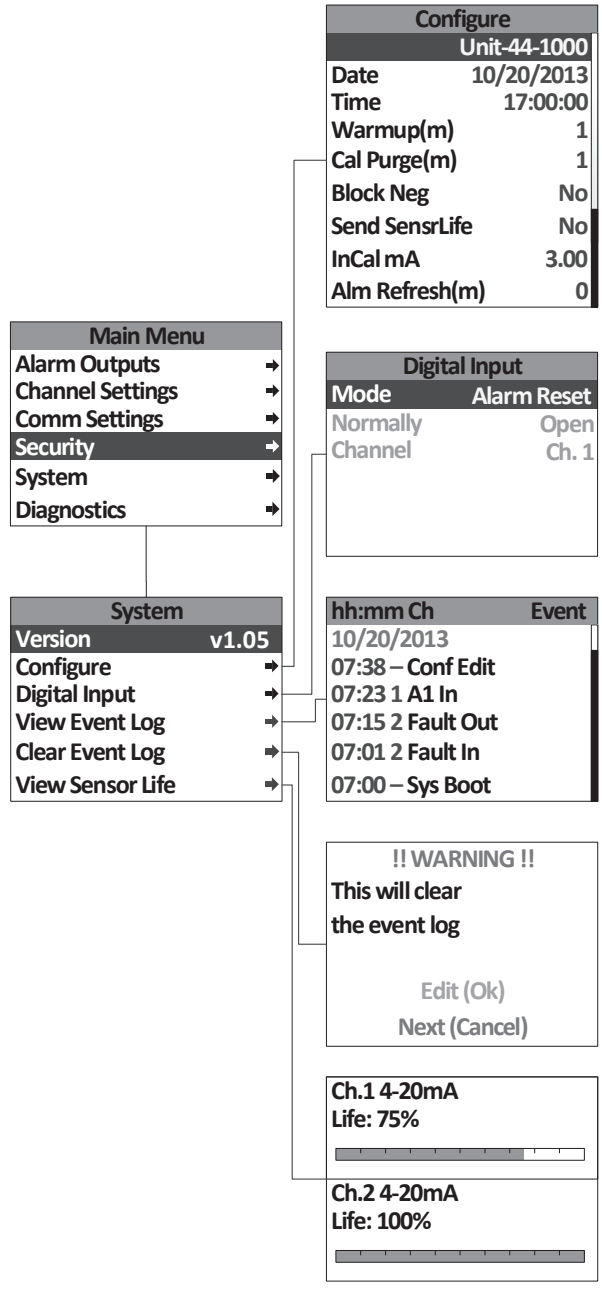 Configure
Unit-44-1000
Date 10/20/2013
Time 17:00:00
Warmup(m) 1
Cal Purge(m) 1
Block Neg No
Send SensrLife No
InCal mA 3.00
Alm Refresh(m) 0
Main Menu
Alarm Outputs
Channel Settings
Comm Settings
Security
System
Diagnostics
Digital Input
Mode Alarm Reset
Normally Open
Channel Ch. 1
System
Version v1.05
Configure
Digital Input
View Event Log
Clear Event Log
View Sensor Life
hh:mm Ch Event
10/20/2013
07:38 – Conf Edit
07:23 1 A1 In
07:15 2 Fault Out
07:01 2 Fault In
07:00 – Sys Boot
!! WARNING !!
This will clear
the event log
Edit (Ok)
Next (Cancel)
Ch.1 4-20mA
Life: 75%
Ch.2 4-20mA
Life: 100%